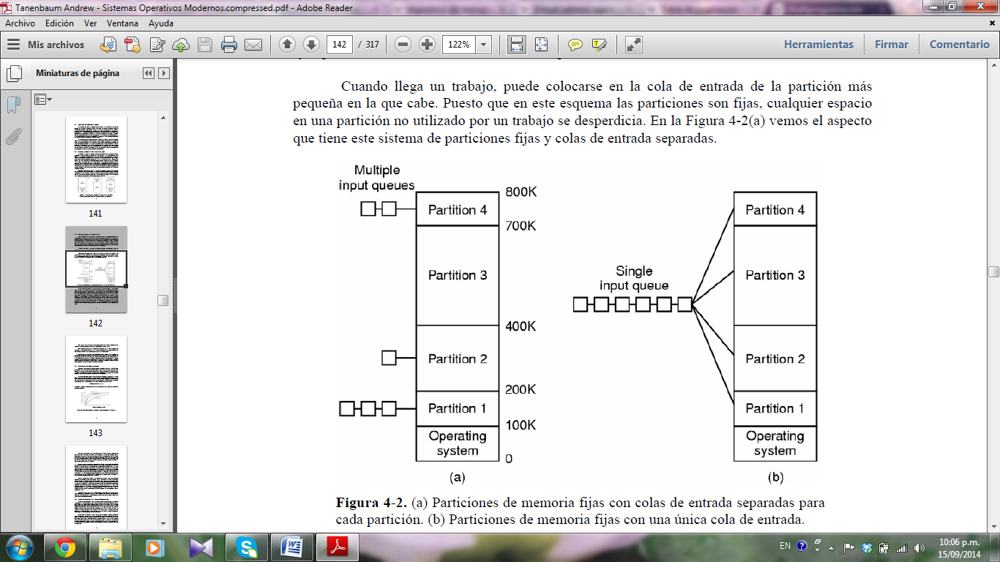 Tanenbaum Andrew - Sistemas Operativos Modernos.compressed.pdf - Adobe Reader
Archivo Edición Ver Ventana Ayuda
Mis archivos
142 / 317
122%
Herramientas
Firmar
Comentario
Miniaturas de página
141
142
143
Cuando llega un trabajo, puede colocarse en la cola de entrada de la partición más
pequeña en la que cabe. Puesto que en este esquema las particiones son fijas, cualquier espacio
en una partición no utilizado por un trabajo se desperdicia. En la Figura 4-2(a) vemos el aspecto
que tiene este sistema de particiones fijas y colas de entrada separadas.
Multiple
input queues
800K
Partition 4
700K
Partition 3
400K
Partition 2
200K
Partition 1
100K
Operating
system
0
(a)
Single
input queue
Partition 4
Partition 3
Partition 2
Partition 1
Operating
system
(b)
Figura 4-2. (a) Particiones de memoria fijas con colas de entrada separadas para
cada partición. (b) Particiones de memoria fijas con una única cola de entrada.
EN
10:06 p.m.
15/09/2014